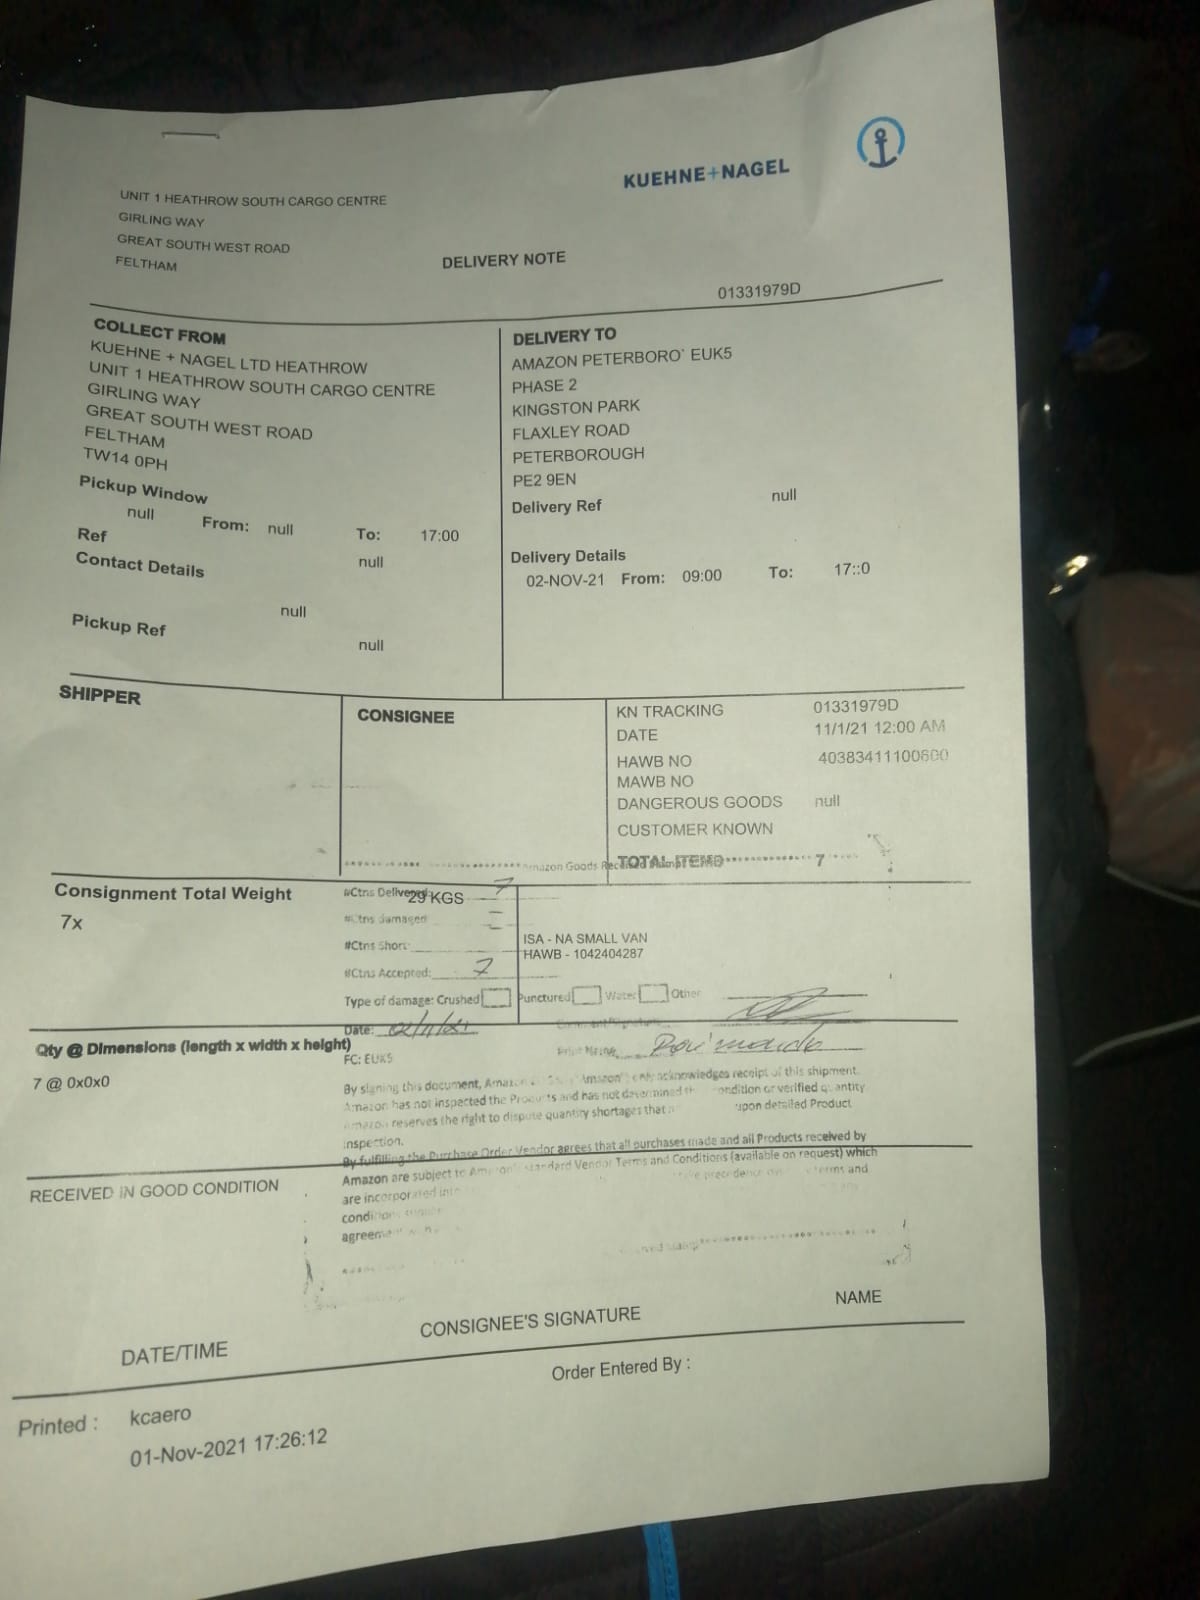 KUEHNE+NAGEL
UNIT 1 HEATHROW SOUTH CARGO CENTRE
GIRLING WAY
GREAT SOUTH WEST ROAD
FELTHAM
DELIVERY NOTE
01331979D
COLLECT FROM
KUEHNE + NAGEL LTD HEATHROW
UNIT 1 HEATHROW SOUTH CARGO CENTRE
GIRLING WAY
GREAT SOUTH WEST ROAD
FELTHAM
TW14 0PH
Pickup Window
null From: null To: 17:00
Ref null
Contact Details
null
Pickup Ref
null
DELIVERY TO
AMAZON PETERBORO` EUK5
PHASE 2
KINGSTON PARK
FLAXLEY ROAD
PETERBOROUGH
PE2 9EN
Delivery Ref null
Delivery Details
02-NOV-21 From: 09:00 To: 17::0
SHIPPER
CONSIGNEE
KN TRACKING 01331979D
DATE 11/1/21 12:00 AM
HAWB NO 40383411100600
MAWB NO
DANGEROUS GOODS null
CUSTOMER KNOWN
TOTAL ITEMS 7
Amazon Goods
Consignment Total Weight 29 KGS
7x
#Ctns Delivered: 7
#Ctns damaged
#Ctns Short:
#Ctns Accepted: 7
ISA - NA SMALL VAN
HAWB - 1042404287
Type of damage: Crushed Punctured Water Other
Date: 02/11/21
Print Name
FC: EUK5
Qty @ Dimensions (length x width x height)
7 @ 0x0x0
By signing this document, Amazon "Amazon" only acknowledges receipt of this shipment.
Amazon has not inspected the Products and has not determined condition or verified quantity
Amazon reserves the right to dispute quantity shortages that upon detailed Product
inspection.
By fulfilling the Purchase Order Vendor agrees that all purchases made and all Products received by
Amazon are subject to Amazon's standard Vendor Terms and Conditions (available on request) which
are incorporated precedence terms and
agreement
RECEIVED IN GOOD CONDITION
DATE/TIME
CONSIGNEE'S SIGNATURE
NAME
Order Entered By :
Printed : kcaero
01-Nov-2021 17:26:12